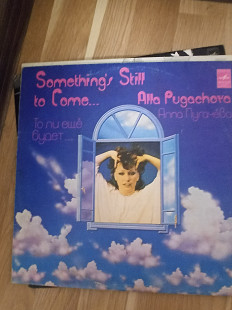 Something's Still
to Come...
Alla Pugachova
Алла Пугачёва
То ли ещё
будет...